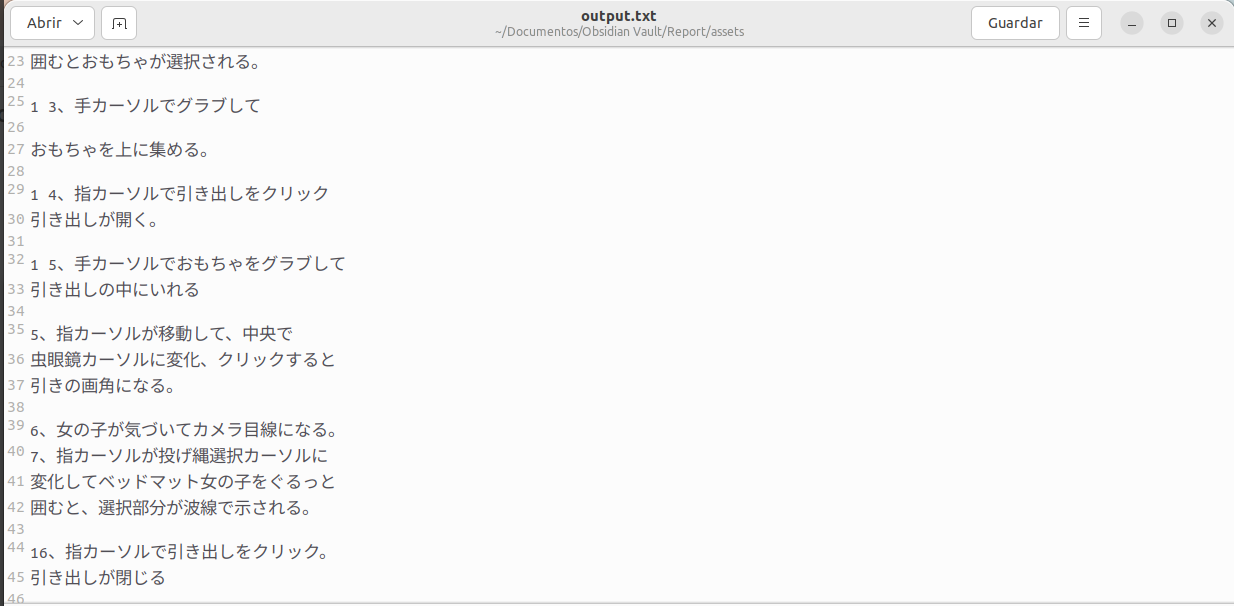 Abrir
output.txt
~/Documentos/Obsidian Vault/Report/assets
Guardar
23 囲むとおもちゃが選択される。
24
25 1 3、手カーソルでグラブして
26
27 おもちゃを上に集める。
28
29 1 4、指カーソルで引き出しをクリック
30 引き出しが開く。
31
32 1 5、手カーソルでおもちゃをグラブして
33 引き出しの中にいれる
34
35 5、指カーソルが移動して、中央で
36 虫眼鏡カーソルに変化、クリックすると
37 引きの画角になる。
38
39 6、女の子が気づいてカメラ目線になる。
40 7、指カーソルが投げ縄選択カーソルに
41 変化してベッドマット女の子をぐるっと
42 囲むと、選択部分が波線で示される。
43
44 16、指カーソルで引き出しをクリック。
45 引き出しが閉じる
46